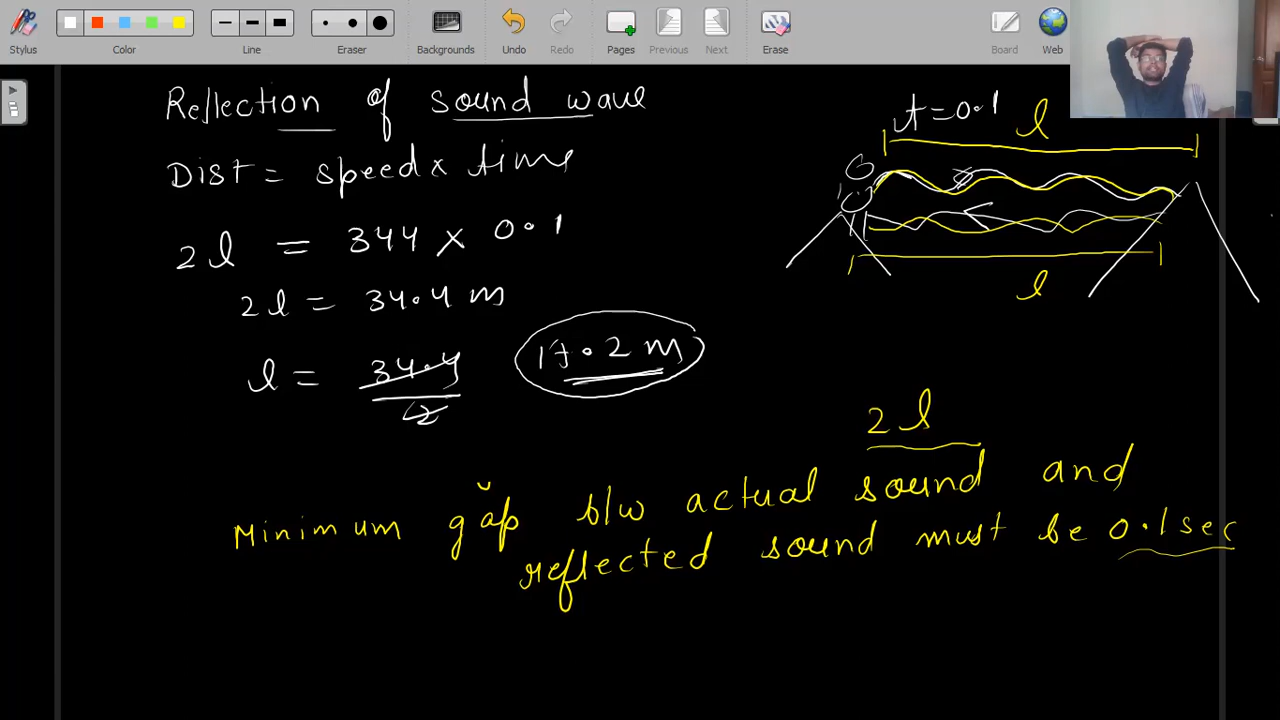 Stylus
Color
Line
Eraser
Backgrounds
Undo
Redo
Pages
Previous
Next
Erase
Board
Web
Reflection of sound wave
Dist = speed x time
2l = 344 x 0.1
2l = 34.4 m
l = 34.4
2
17.2 m
t = 0.1
l
l
2l
Minimum gap b/w actual sound and
reflected sound must be 0.1 sec